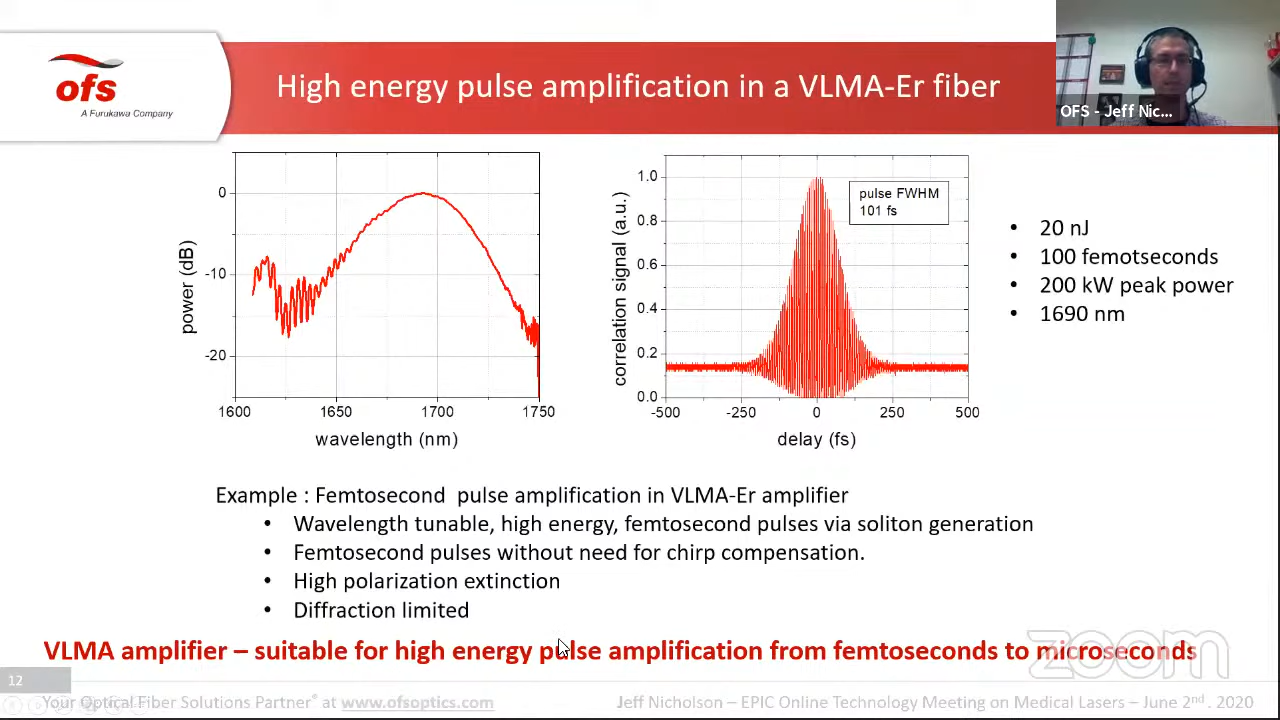 ofs
A Furukawa Company
High energy pulse amplification in a VLMA-Er fiber
OFS - Jeff Nic...
0
-10
-20
power (dB)
1600 1650 1700 1750
wavelength (nm)
1.0
0.8
0.6
0.4
0.2
0.0
correlation signal (a.u.)
pulse FWHM
101 fs
-500 -250 0 250 500
delay (fs)
• 20 nJ
• 100 femotseconds
• 200 kW peak power
• 1690 nm
Example : Femtosecond pulse amplification in VLMA-Er amplifier
• Wavelength tunable, high energy, femtosecond pulses via soliton generation
• Femtosecond pulses without need for chirp compensation.
• High polarization extinction
• Diffraction limited
VLMA amplifier – suitable for high energy pulse amplification from femtoseconds to microseconds
zoom
12
Your Optical Fiber Solutions Partner® at www.ofsoptics.com
Jeff Nicholson – EPIC Online Technology Meeting on Medical Lasers – June 2nd . 2020